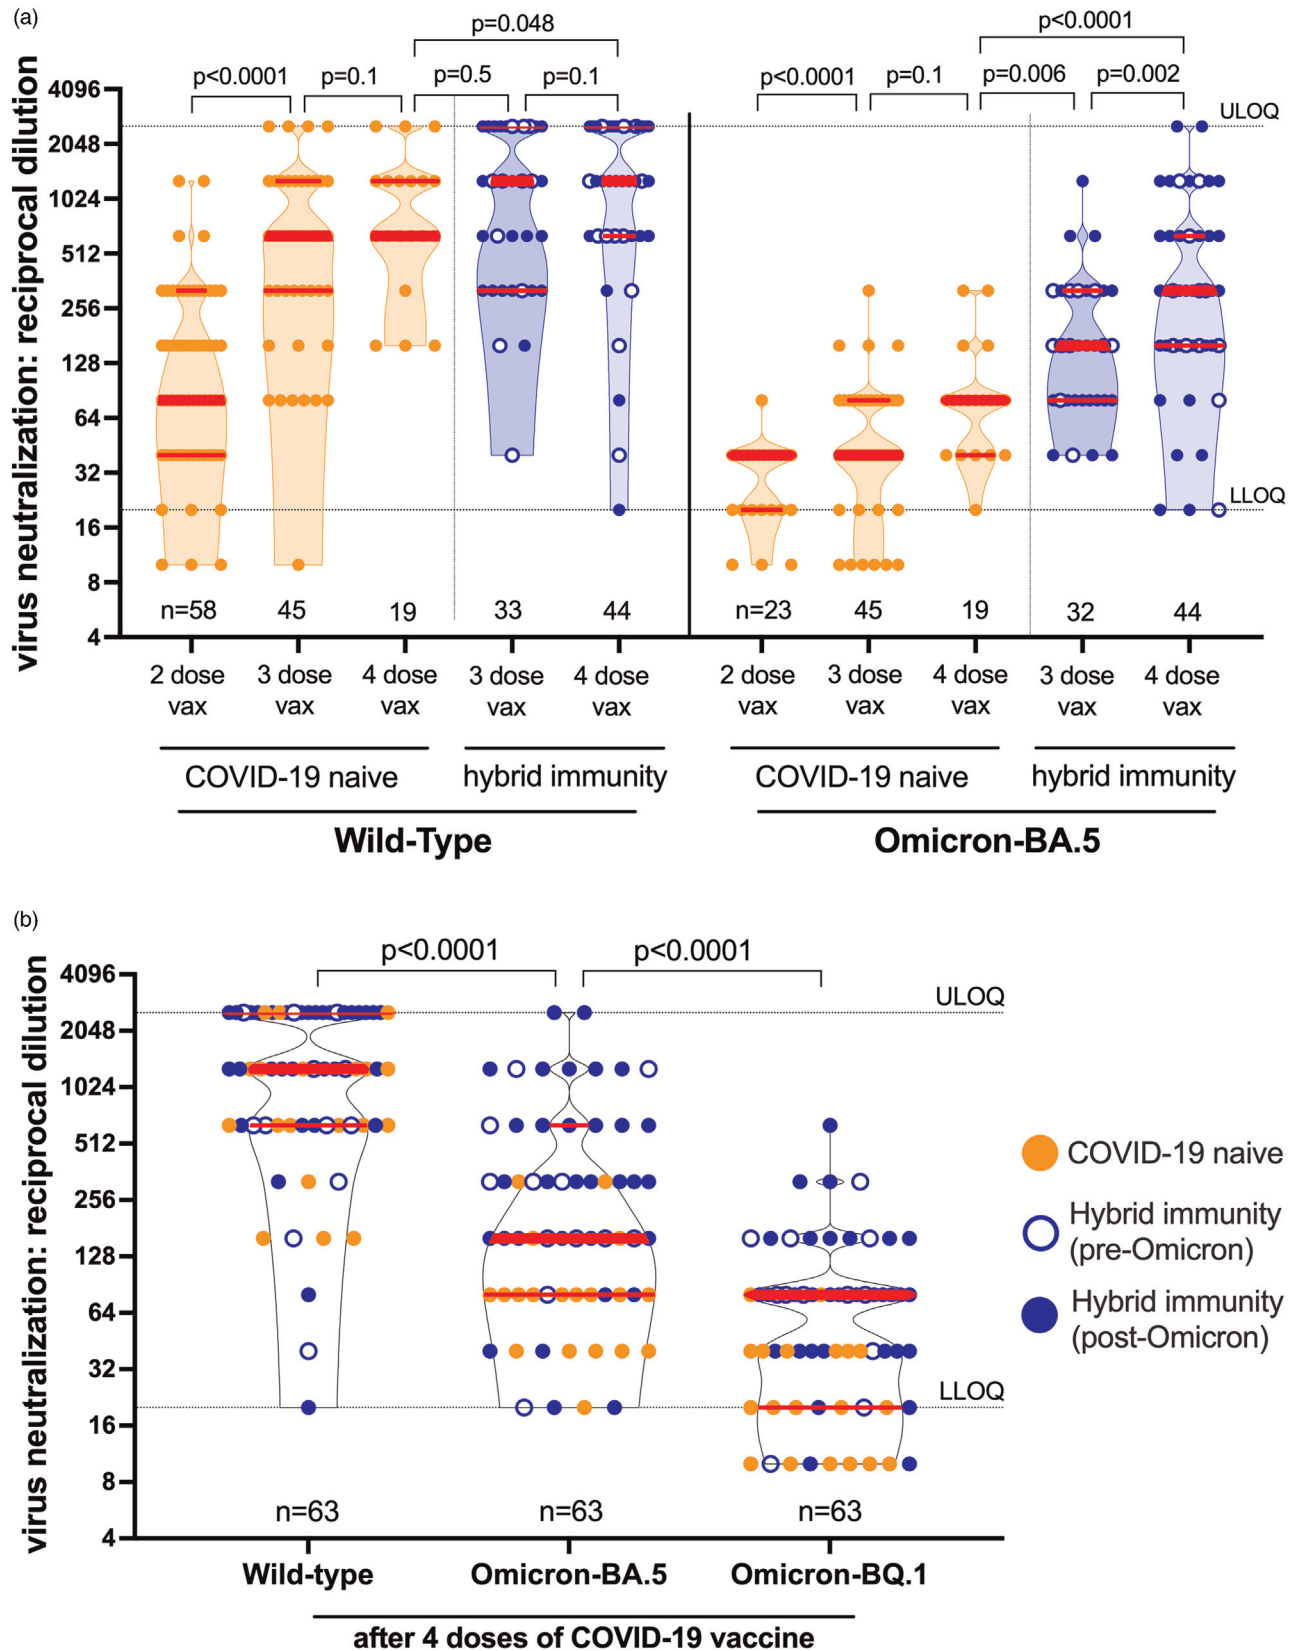 (a)
p=0.048
p<0.0001
p<0.0001
p=0.1
p=0.5
p=0.1
p<0.0001
p=0.1
p=0.006
p=0.002
virus neutralization: reciprocal dilution
4096
2048
1024
512
256
128
64
32
16
8
4
ULOQ
LLOQ
n=58
45
19
33
44
n=23
45
19
32
44
2 dose
vax
3 dose
vax
4 dose
vax
3 dose
vax
4 dose
vax
2 dose
vax
3 dose
vax
4 dose
vax
3 dose
vax
4 dose
vax
COVID-19 naive
hybrid immunity
COVID-19 naive
hybrid immunity
Wild-Type
Omicron-BA.5
(b)
p<0.0001
p<0.0001
virus neutralization: reciprocal dilution
4096
2048
1024
512
256
128
64
32
16
8
4
ULOQ
LLOQ
COVID-19 naive
Hybrid immunity
(pre-Omicron)
Hybrid immunity
(post-Omicron)
n=63
n=63
n=63
Wild-type
Omicron-BA.5
Omicron-BQ.1
after 4 doses of COVID-19 vaccine